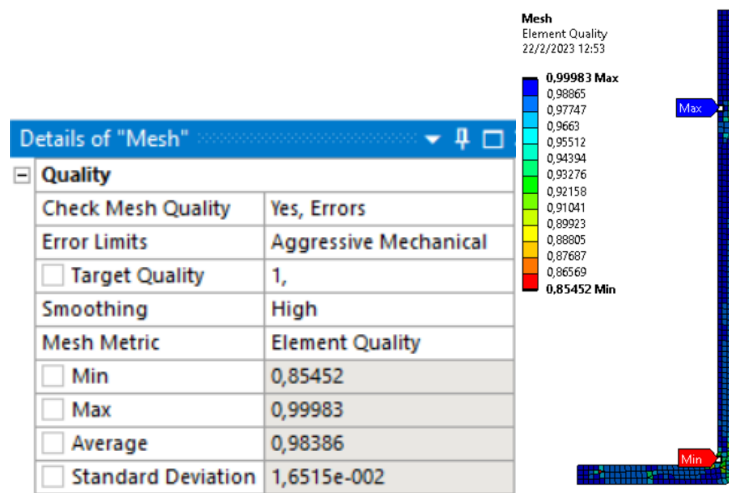 Mesh
Element Quality
22/2/2023 12:53
0,99983 Max
0,98865
0,97747
0,9663
0,95512
0,94394
0,93276
0,92158
0,91041
0,89923
0,88805
0,87687
0,86569
0,85452 Min
Max
Min
Details of "Mesh"
Quality
Check Mesh Quality Yes, Errors
Error Limits Aggressive Mechanical
Target Quality 1,
Smoothing High
Mesh Metric Element Quality
Min 0,85452
Max 0,99983
Average 0,98386
Standard Deviation 1,6515e-002